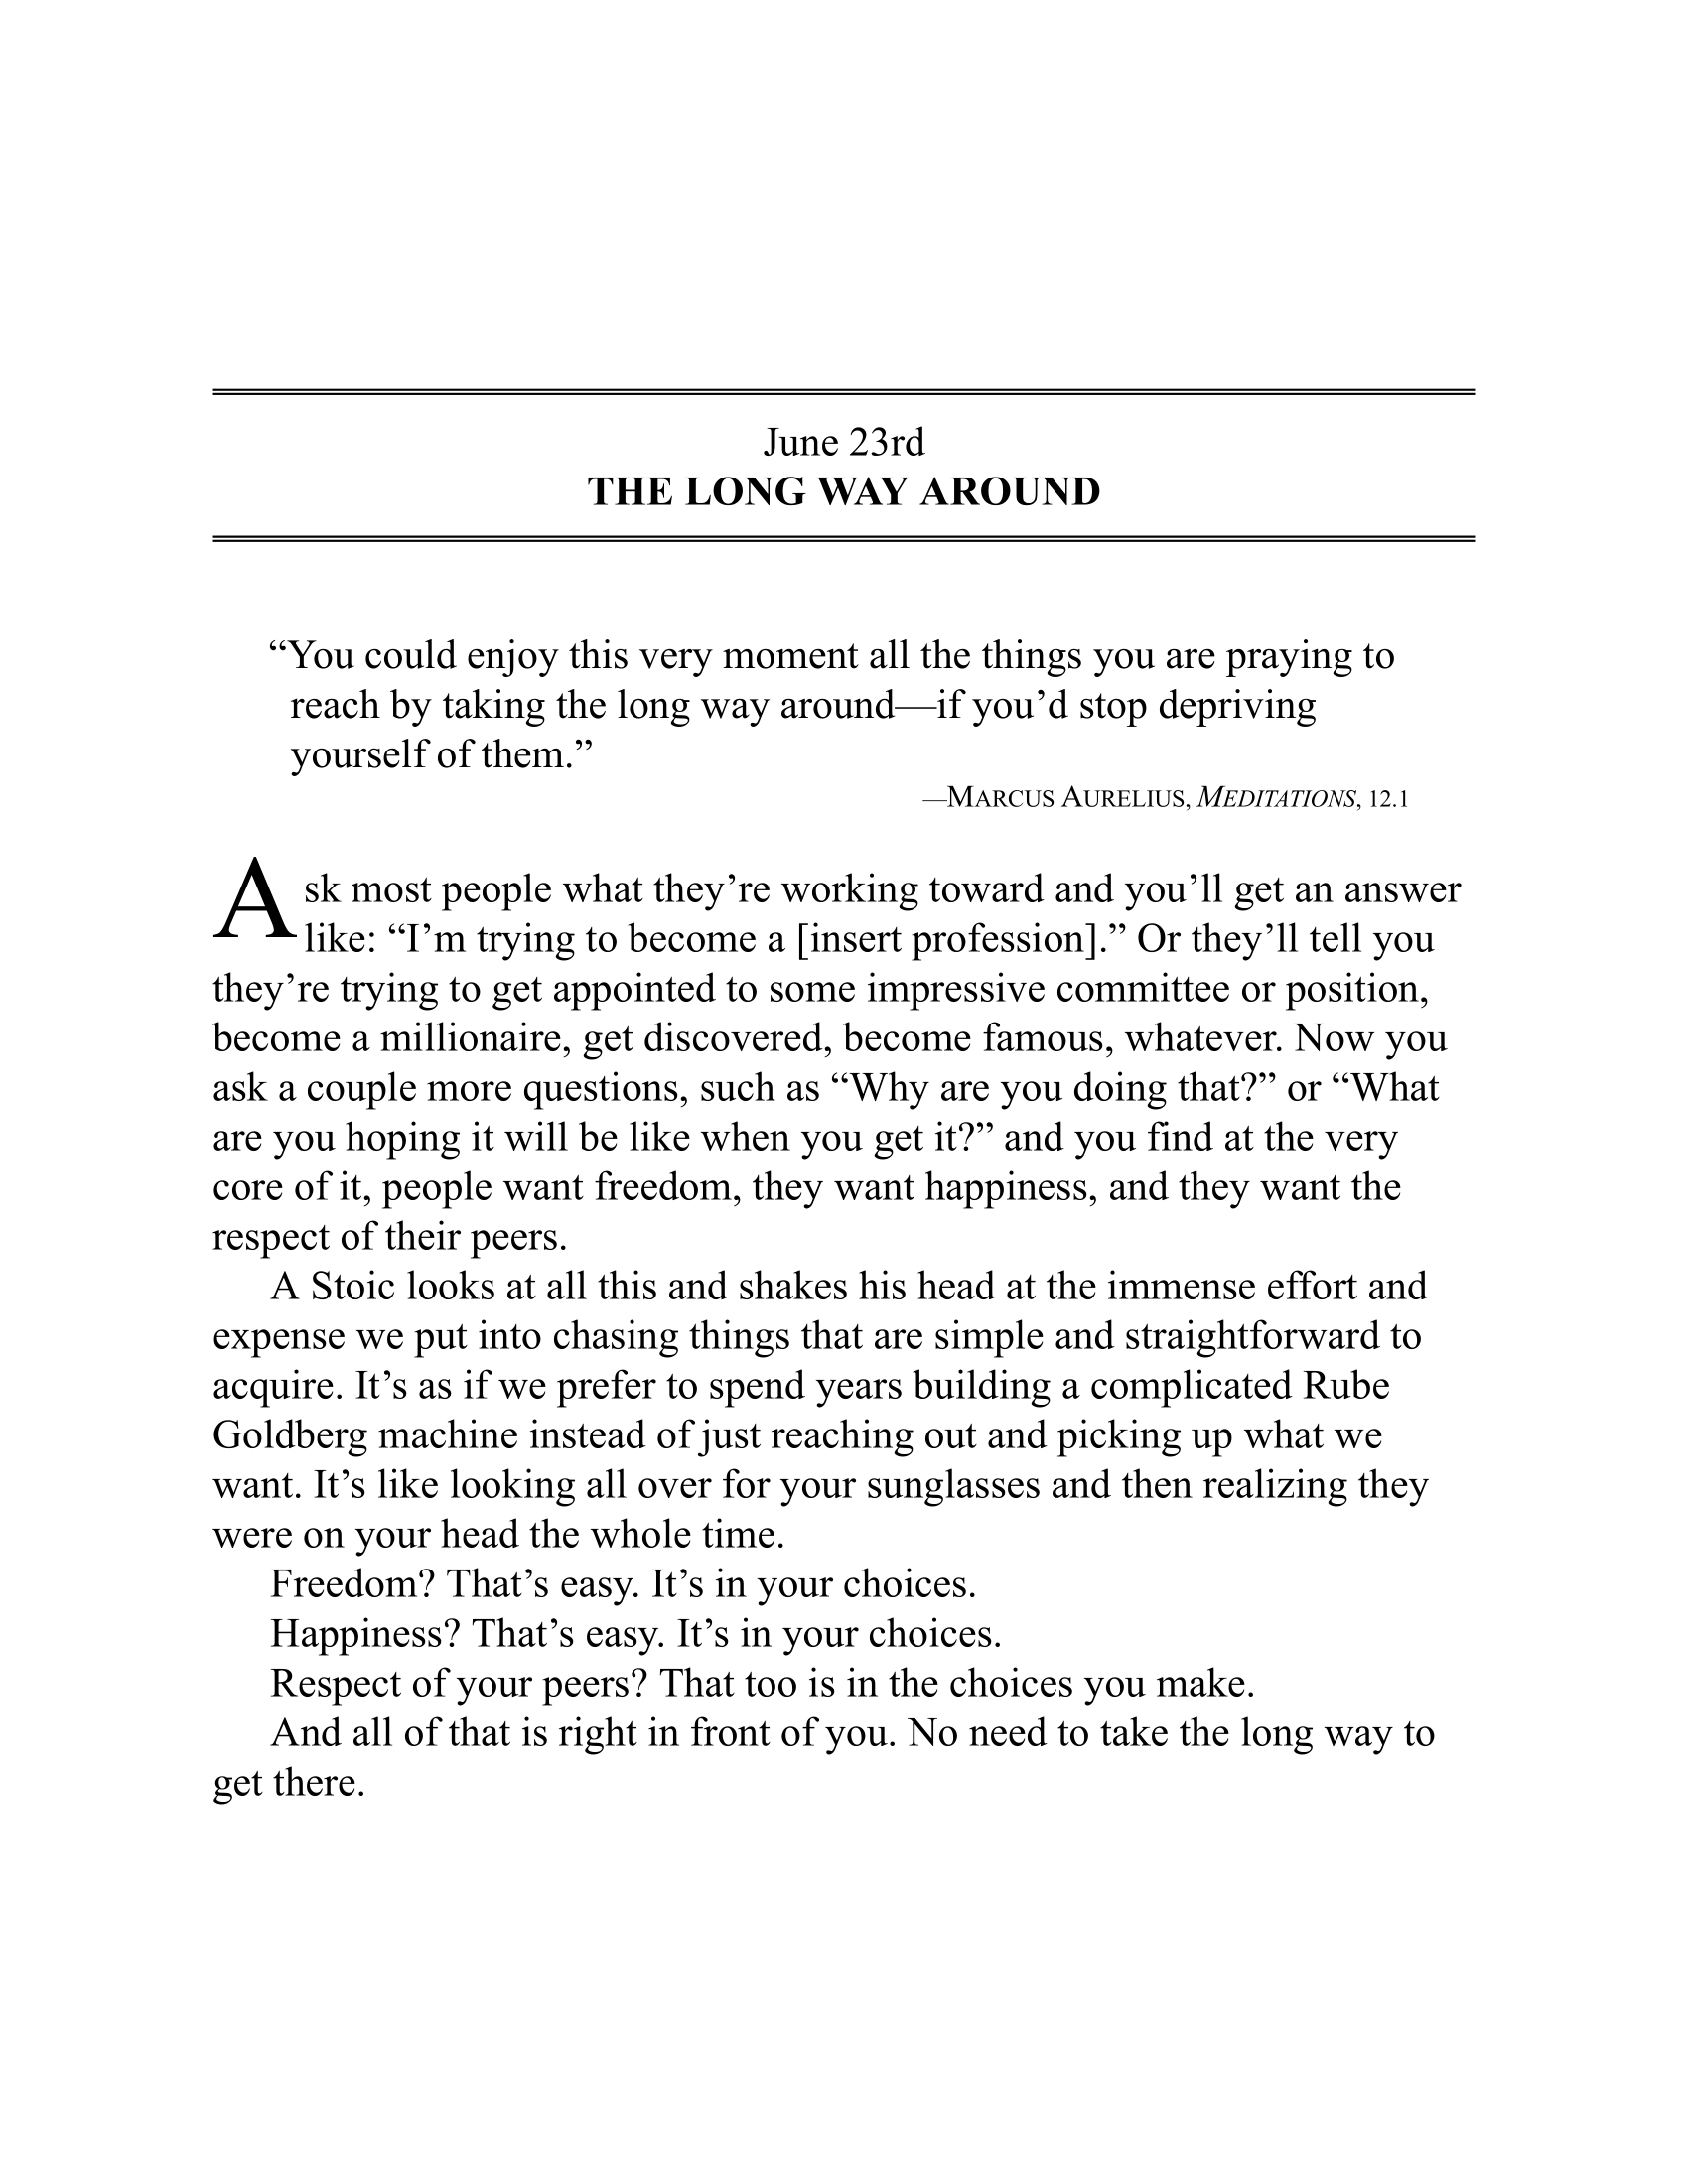 June 23rd
THE LONG WAY AROUND
“You could enjoy this very moment all the things you are praying to
reach by taking the long way around—if you’d stop depriving
yourself of them.”
—MARCUS AURELIUS, MEDITATIONS, 12.1
Ask most people what they’re working toward and you’ll get an answer
like: “I’m trying to become a [insert profession].” Or they’ll tell you
they’re trying to get appointed to some impressive committee or position,
become a millionaire, get discovered, become famous, whatever. Now you
ask a couple more questions, such as “Why are you doing that?” or “What
are you hoping it will be like when you get it?” and you find at the very
core of it, people want freedom, they want happiness, and they want the
respect of their peers.
A Stoic looks at all this and shakes his head at the immense effort and
expense we put into chasing things that are simple and straightforward to
acquire. It’s as if we prefer to spend years building a complicated Rube
Goldberg machine instead of just reaching out and picking up what we
want. It’s like looking all over for your sunglasses and then realizing they
were on your head the whole time.
Freedom? That’s easy. It’s in your choices.
Happiness? That’s easy. It’s in your choices.
Respect of your peers? That too is in the choices you make.
And all of that is right in front of you. No need to take the long way to
get there.